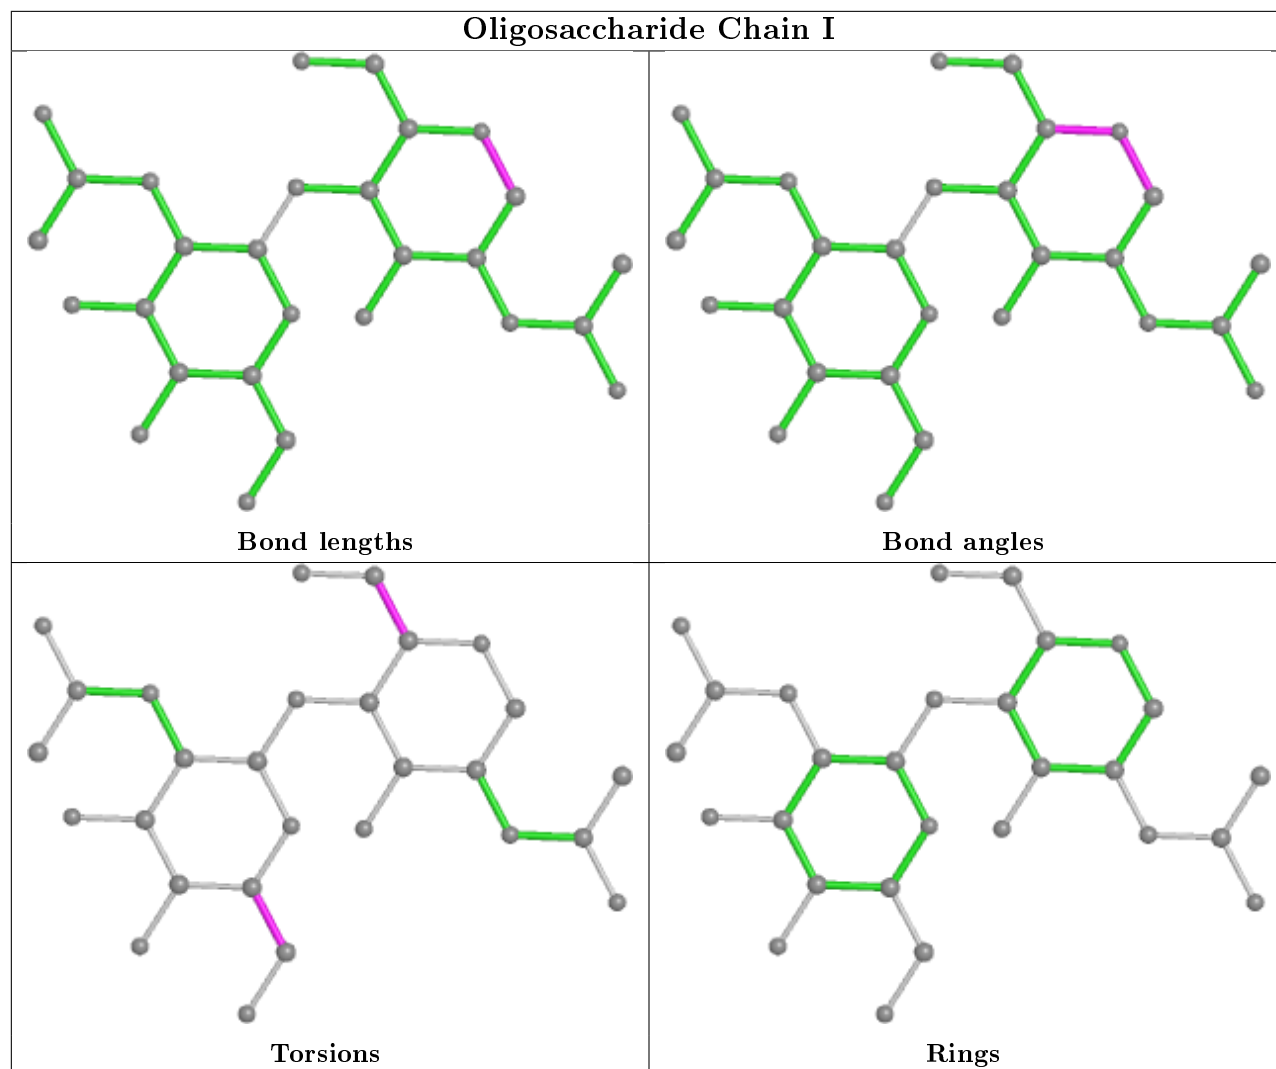 Oligosaccharide Chain I
Bond lengths
Bond angles
Torsions
Rings